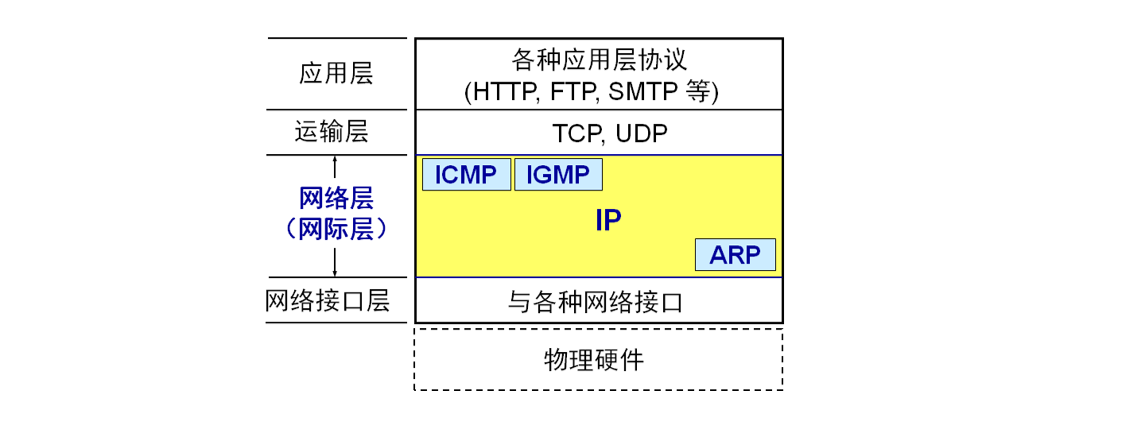 应用层
各种应用层协议
(HTTP, FTP, SMTP 等)
运输层
TCP, UDP
ICMP
IGMP
网络层
（网际层）
IP
ARP
网络接口层
与各种网络接口
物理硬件